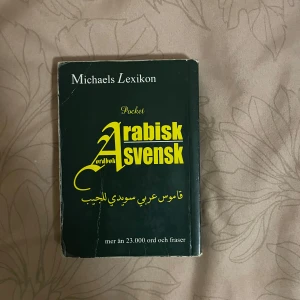 Michaels Lexikon
Pocket
Arabisk
ordbok
svensk
قاموس عربي سويدي للجيب
mer än 23.000 ord och fraser